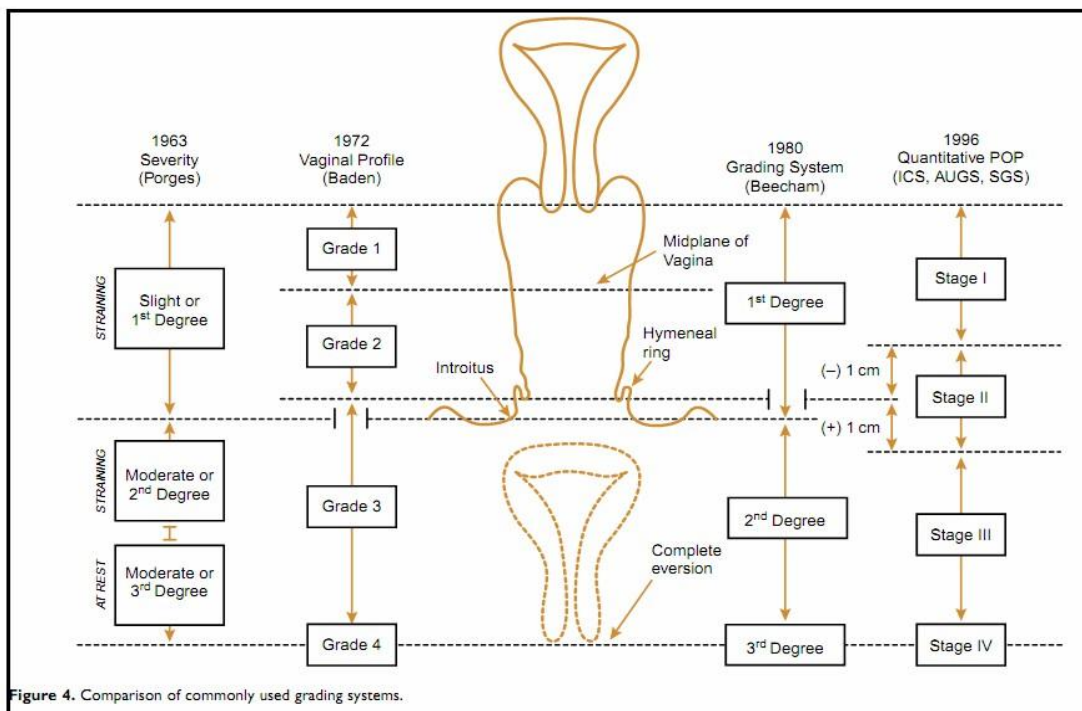 1963
Severity
(Porges)
1972
Vaginal Profile
(Baden)
1980
Grading System
(Beecham)
1996
Quantitative POP
(ICS, AUGS, SGS)
STRAINING
Slight or
1st Degree
Grade 1
Grade 2
Midplane of
Vagina
Hymeneal
ring
Introitus
1st Degree
Stage I
(–) 1 cm
Stage II
(+) 1 cm
STRAINING
Moderate or
2nd Degree
AT REST
Moderate or
3rd Degree
Grade 3
Grade 4
Complete
eversion
2nd Degree
3rd Degree
Stage III
Stage IV
Figure 4. Comparison of commonly used grading systems.